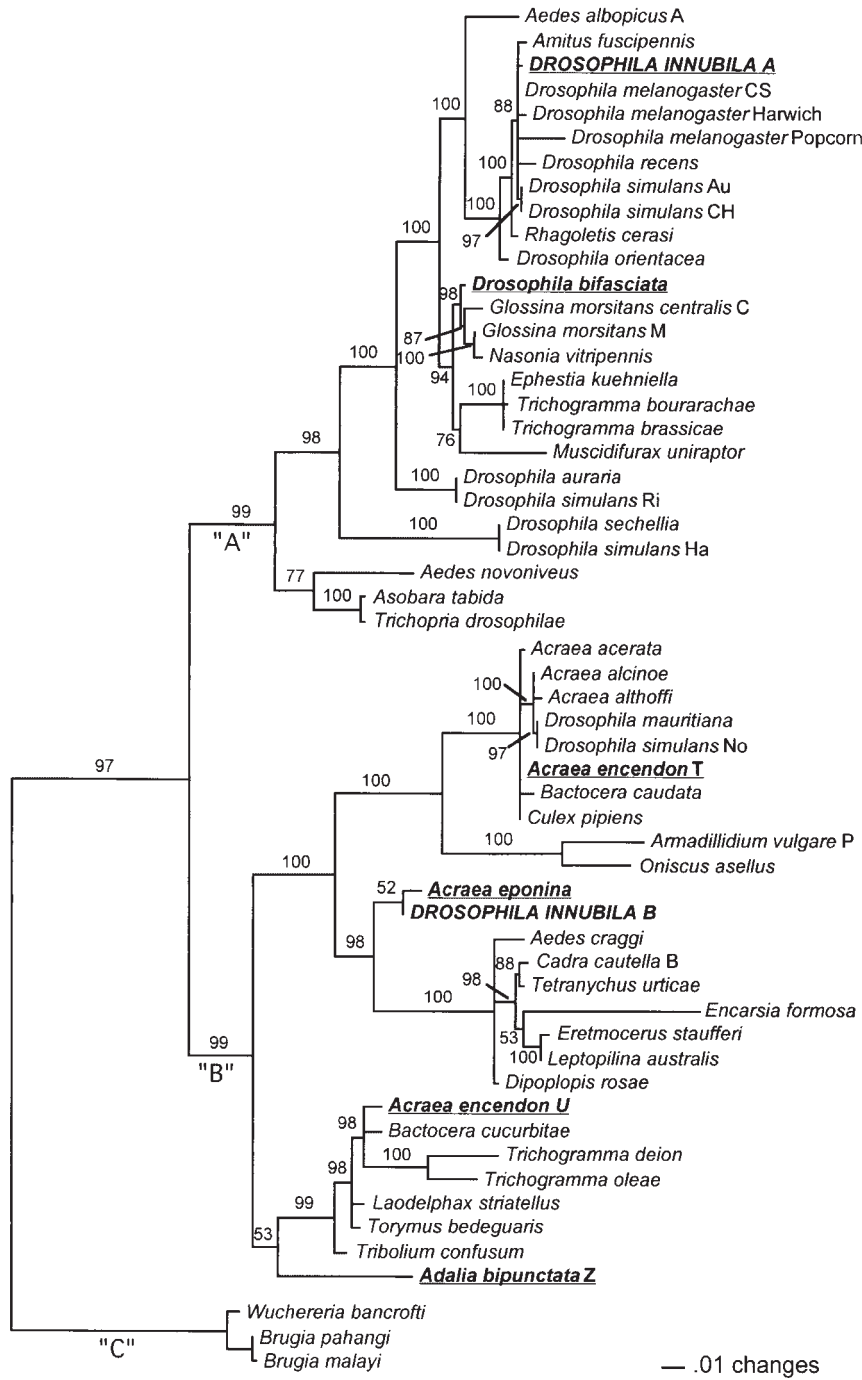 Aedes albopicus A
Amitus fuscipennis
DROSOPHILA INNUBILA A
Drosophila melanogaster CS
88
Drosophila melanogaster Harwich
100
Drosophila melanogaster Popcorn
100
Drosophila recens
Drosophila simulans Au
100
Drosophila simulans CH
97
Rhagoletis cerasi
100
Drosophila orientacea
Drosophila bifasciata
98
Glossina morsitans centralis C
87
Glossina morsitans M
100
100
Nasonia vitripennis
94
Ephestia kuehniella
100
Trichogramma bourarachae
Trichogramma brassicae
76
98
Muscidifurax uniraptor
100
Drosophila auraria
Drosophila simulans Ri
99
100
Drosophila sechellia
"A"
Drosophila simulans Ha
77
Aedes novoniveus
100
Asobara tabida
Trichopria drosophilae
Acraea acerata
100
Acraea alcinoe
Acraea althoffi
100
Drosophila mauritiana
97
Drosophila simulans No
97
Acraea encendon T
100
Bactocera caudata
Culex pipiens
100
Armadillidium vulgare P
100
Oniscus asellus
52
Acraea eponina
DROSOPHILA INNUBILA B
98
Aedes craggi
88
Cadra cautella B
98
Tetranychus urticae
100
Encarsia formosa
53
Eretmocerus staufferi
99
100
Leptopilina australis
"B"
Dipoplopis rosae
Acraea encendon U
98
Bactocera cucurbitae
100
Trichogramma deion
98
Trichogramma oleae
99
Laodelphax striatellus
Torymus bedeguaris
53
Tribolium confusum
Adalia bipunctata Z
Wuchereria bancrofti
"C"
Brugia pahangi
Brugia malayi
.01 changes